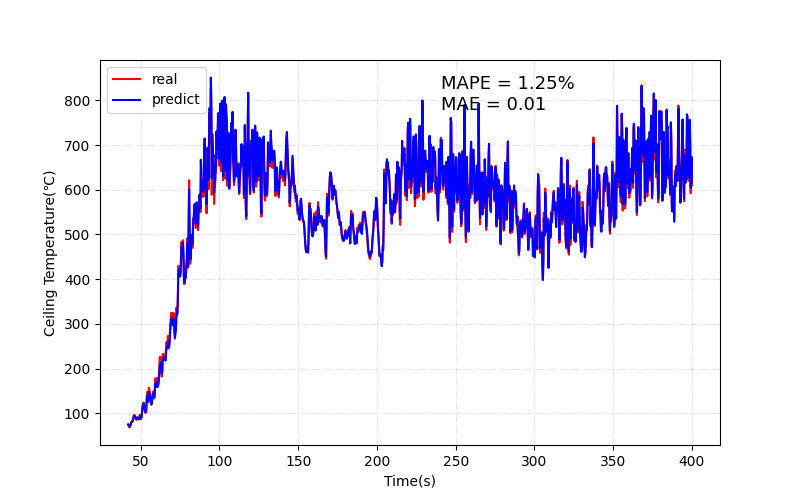 MAPE = 1.25%
MAE = 0.01
real
predict
800
700
600
500
400
300
200
100
Ceiling Temperature(℃)
50 100 150 200 250 300 350 400
Time(s)